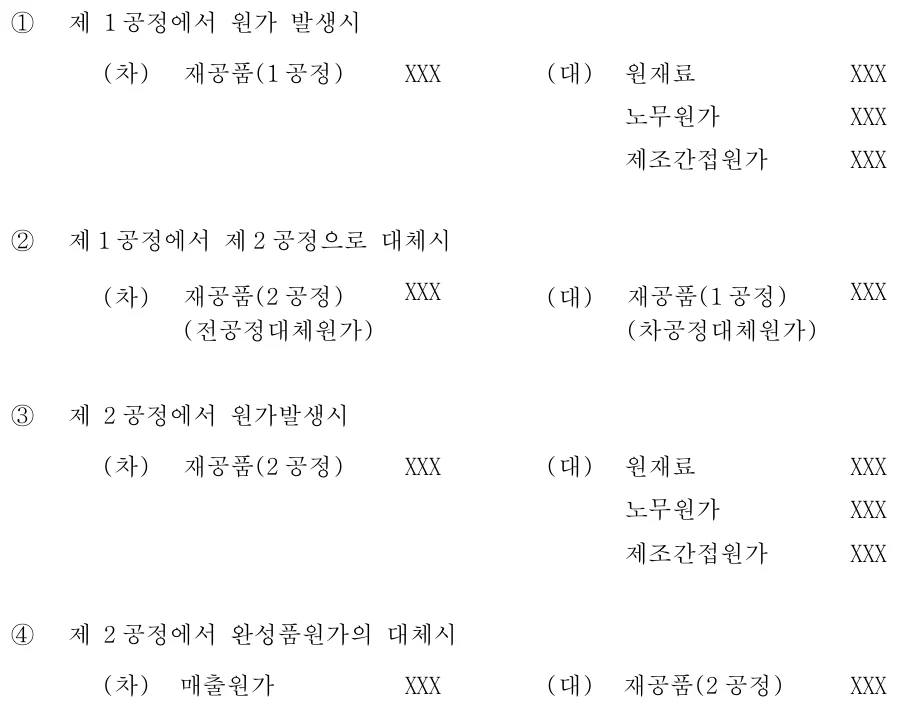 ① 제 1공정에서 원가 발생시
(차) 재공품(1공정) XXX (대) 원재료 XXX
노무원가 XXX
제조간접원가 XXX
② 제1공정에서 제2공정으로 대체시
(차) 재공품(2공정) XXX (대) 재공품(1공정) XXX
(전공정대체원가) (차공정대체원가)
③ 제 2공정에서 원가발생시
(차) 재공품(2공정) XXX (대) 원재료 XXX
노무원가 XXX
제조간접원가 XXX
④ 제 2공정에서 완성품원가의 대체시
(차) 매출원가 XXX (대) 재공품(2공정) XXX